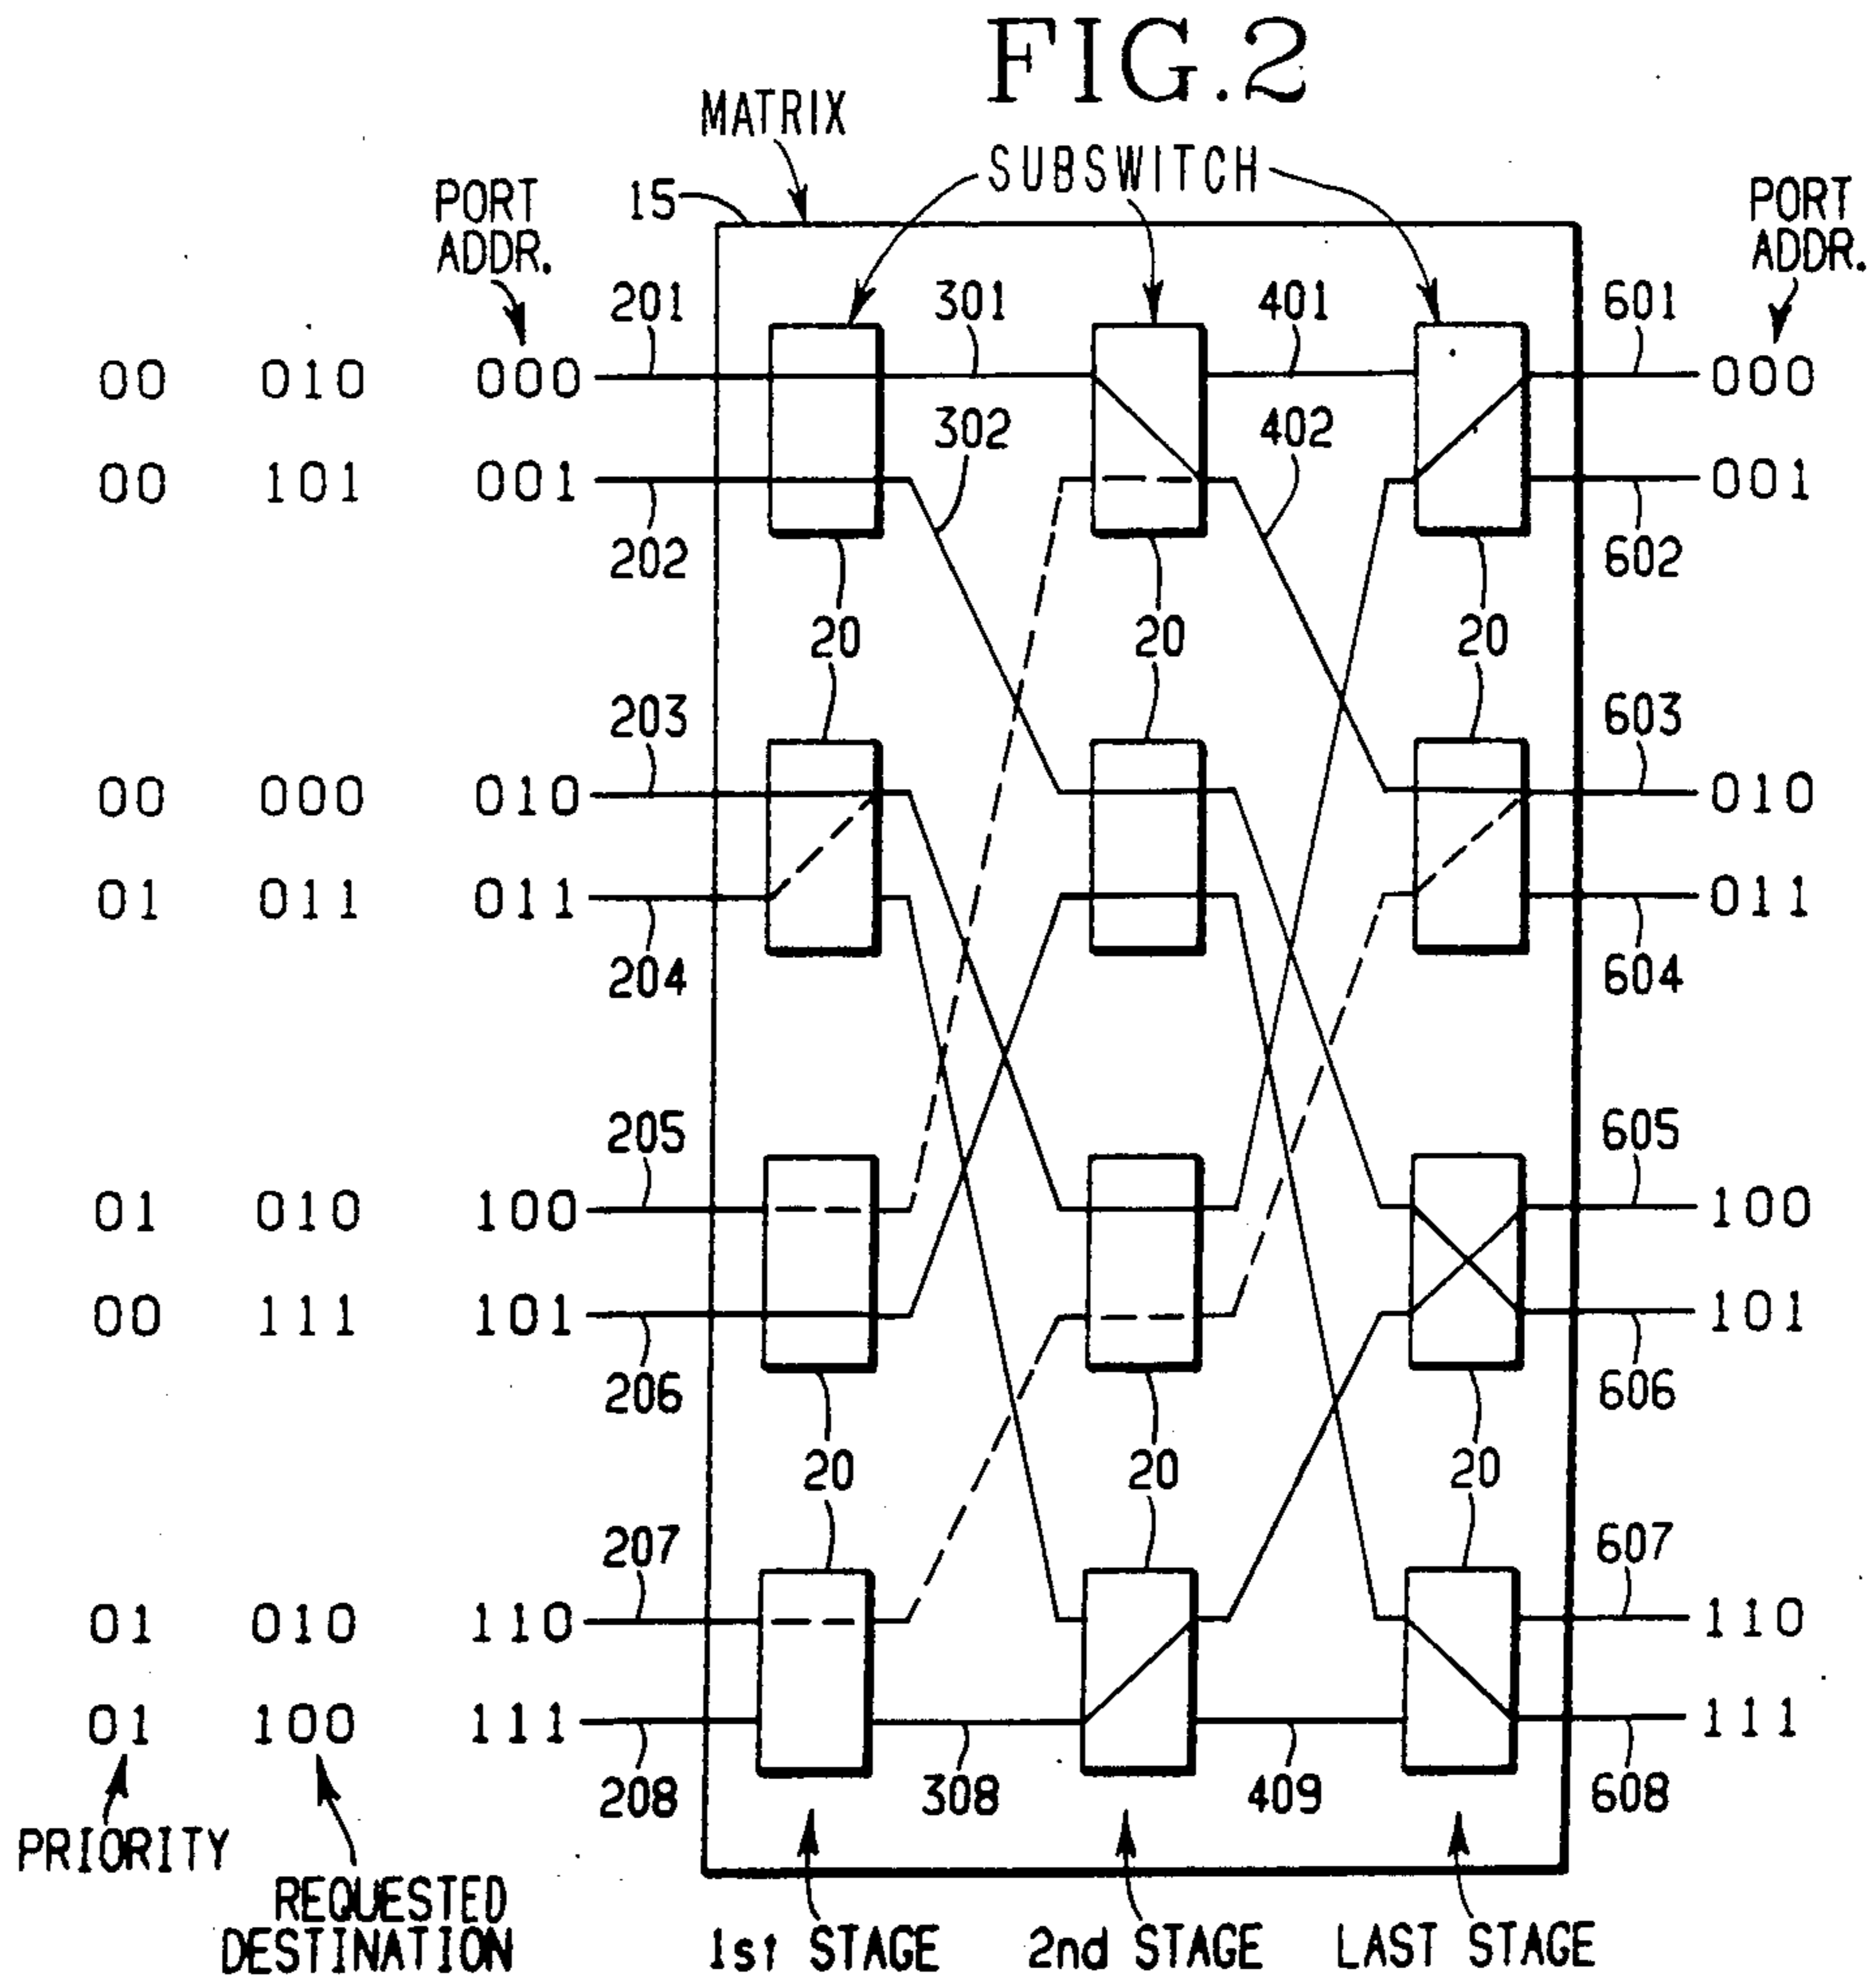 FIG.2
MATRIX
SUBSWITCH
PORT ADDR.
15
PORT ADDR.
201
301
401
601
00 010 000
000
302
402
00 101 001
001
202
602
20 20 20
203
603
00 000 010
010
01 011 011
011
204
604
205
605
01 010 100
100
00 111 101
101
206
606
20 20 20
207
607
01 010 110
110
01 100 111
111
208
308
409
608
PRIORITY
REQUESTED
DESTINATION
1st STAGE
2nd STAGE
LAST STAGE